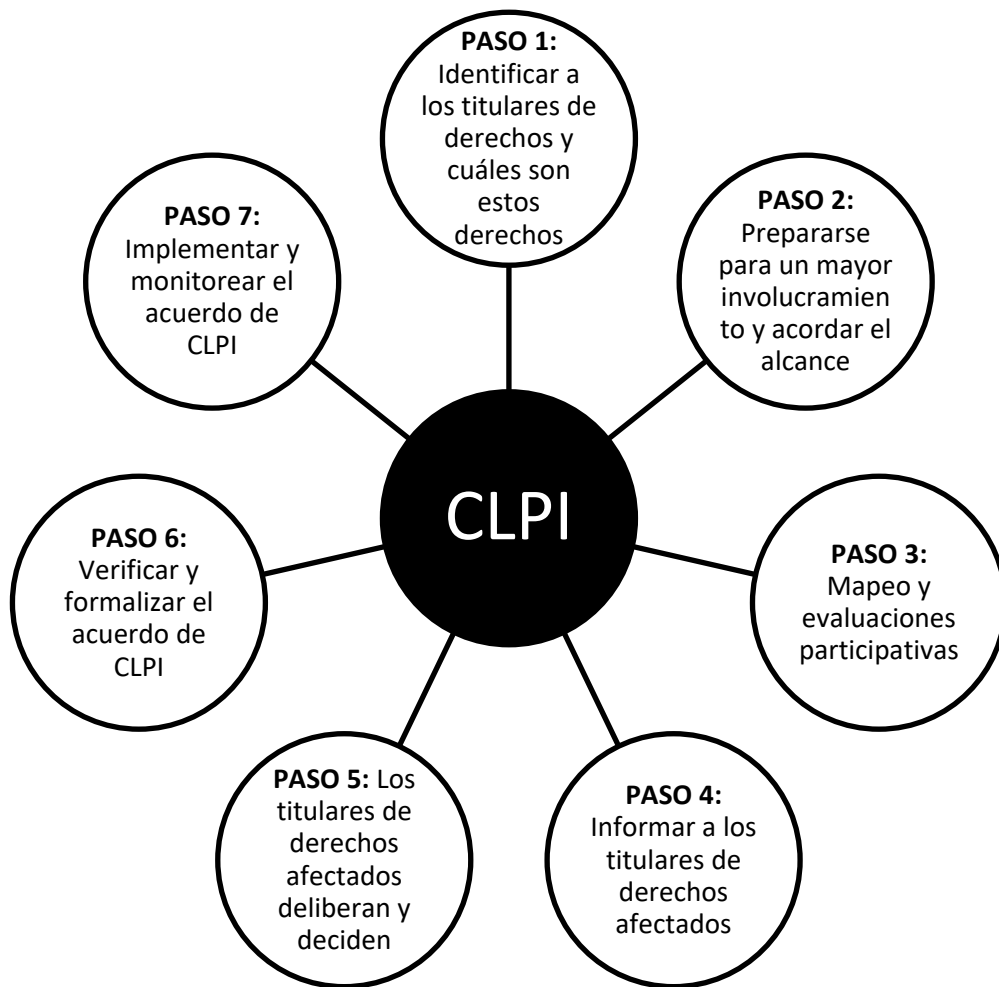 PASO 1:
Identificar a
los titulares de
derechos y
cuáles son
estos
derechos
PASO 2:
Prepararse
para un mayor
involucramien
to y acordar el
alcance
PASO 3:
Mapeo y
evaluaciones
participativas
PASO 4:
Informar a los
titulares de
derechos
afectados
PASO 5: Los
titulares de
derechos
afectados
deliberan y
deciden
PASO 6:
Verificar y
formalizar el
acuerdo de
CLPI
PASO 7:
Implementar y
monitorear el
acuerdo de
CLPI
CLPI